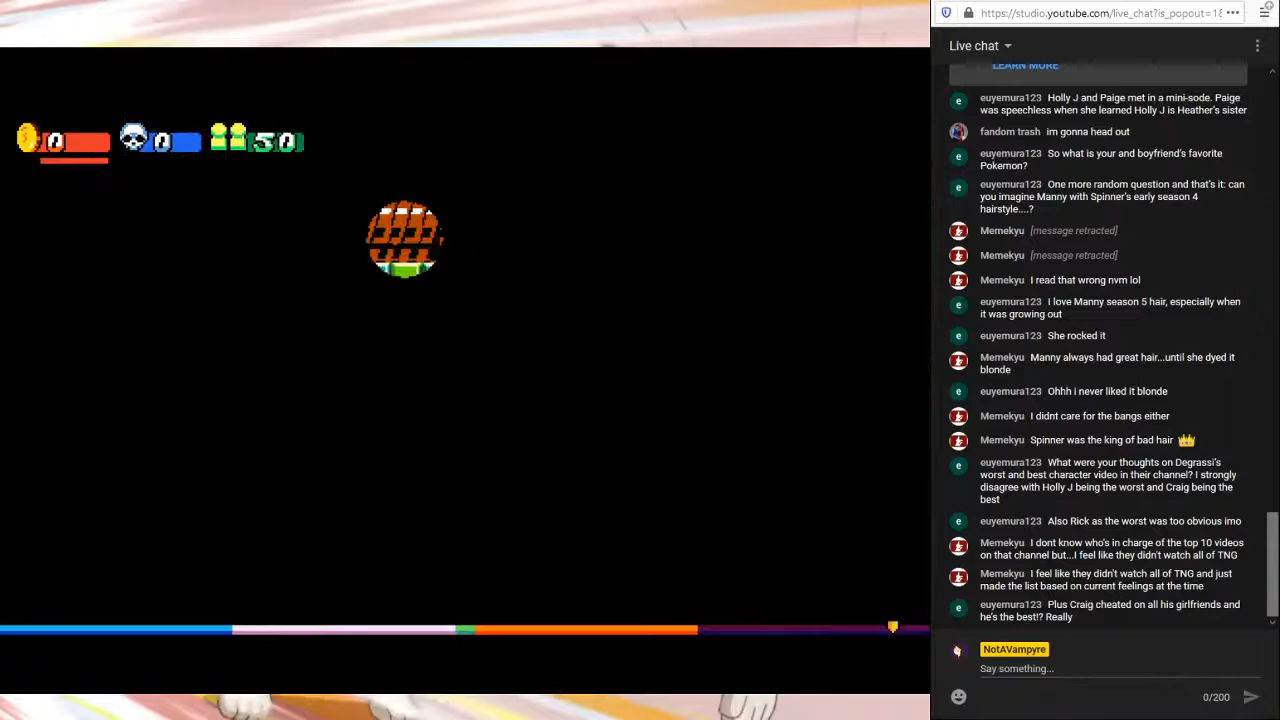 https://studio.youtube.com/live_chat?is_popout=1&
Live chat
LEARN MORE
0
0
50
euyemura123 Holly J and Paige met in a mini-sode. Paige
was speechless when she learned Holly J is Heather's sister
fandom trash im gonna head out
euyemura123 So what is your and boyfriend's favorite
Pokemon?
euyemura123 One more random question and that's it: can
you imagine Manny with Spinner's early season 4
hairstyle....?
Memekyu [message retracted]
Memekyu [message retracted]
Memekyu I read that wrong nvm lol
euyemura123 I love Manny season 5 hair, especially when
it was growing out
euyemura123 She rocked it
Memekyu Manny always had great hair...until she dyed it
blonde
euyemura123 Ohhh i never liked it blonde
Memekyu I didnt care for the bangs either
Memekyu Spinner was the king of bad hair
euyemura123 What were your thoughts on Degrassi's
worst and best character video in their channel? I strongly
disagree with Holly J being the worst and Craig being the
best
euyemura123 Also Rick as the worst was too obvious imo
Memekyu I dont know who's in charge of the top 10 videos
on that channel but...I feel like they didn't watch all of TNG
Memekyu I feel like they didn't watch all of TNG and just
made the list based on current feelings at the time
euyemura123 Plus Craig cheated on all his girlfriends and
he's the best!? Really
NotAVampyre
Say something...
0/200